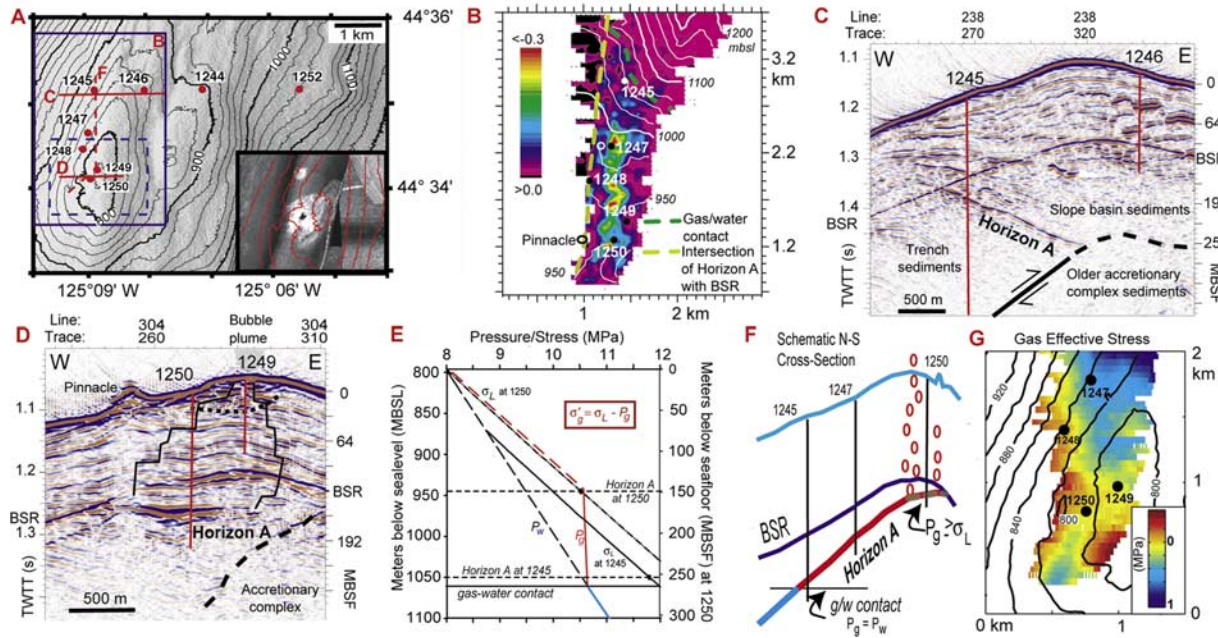 A
44° 36'
1 km
B
F
1245
1246
1244
1252
C
1247
1248
D
1249
1250
900
900
1000
1100
44° 34'
125°09' W
125° 06' W
B
<-0.3
>0.0
1200
mbsl
3.2
km
1100
1245
1000
2.2
1247
1248
950
1249
Gas/water
contact
Pinnacle
1250
1.2
Intersection
of Horizon A
with BSR
950
1
2 km
C
Line:
238
238
Trace:
270
320
1.1
W
E
1245
1246
0
1.2
64
1.3
BSR
1.4
19
BSR
Slope basin sediments
Horizon A
Trench
sediments
25
Older accretionary
complex sediments
TWTT (s)
500 m
MBSF
D
Line:
304
304
Trace:
260
Bubble
plume
310
W
E
1249
Pinnacle
1250
0
1.1
64
1.2
BSR
BSR
1.3
Horizon A
192
Accretionary
complex
TWTT (s)
500 m
MBSF
E
Pressure/Stress (MPa)
8
9
10
11
12
800
850
900
950
1000
1050
1100
0
50
100
150
200
250
300
Meters below sealevel (MBSL)
Meters below seafloor (MBSF) at 1250
σL at 1250
σ'g = σL - Pg
Horizon A
at 1250
Pw
Pg
σL
at
1245
Horizon A at 1245
gas-water contact
F
Schematic N-S
Cross-Section
1250
1247
1245
BSR
Horizon A
Pg ≥ σL
g/w contact
Pg = Pw
G
Gas Effective Stress
2
km
920
1247
880
1248
1
1249
1250
800
800
840
(MPa)
0
1
0
0 km
1